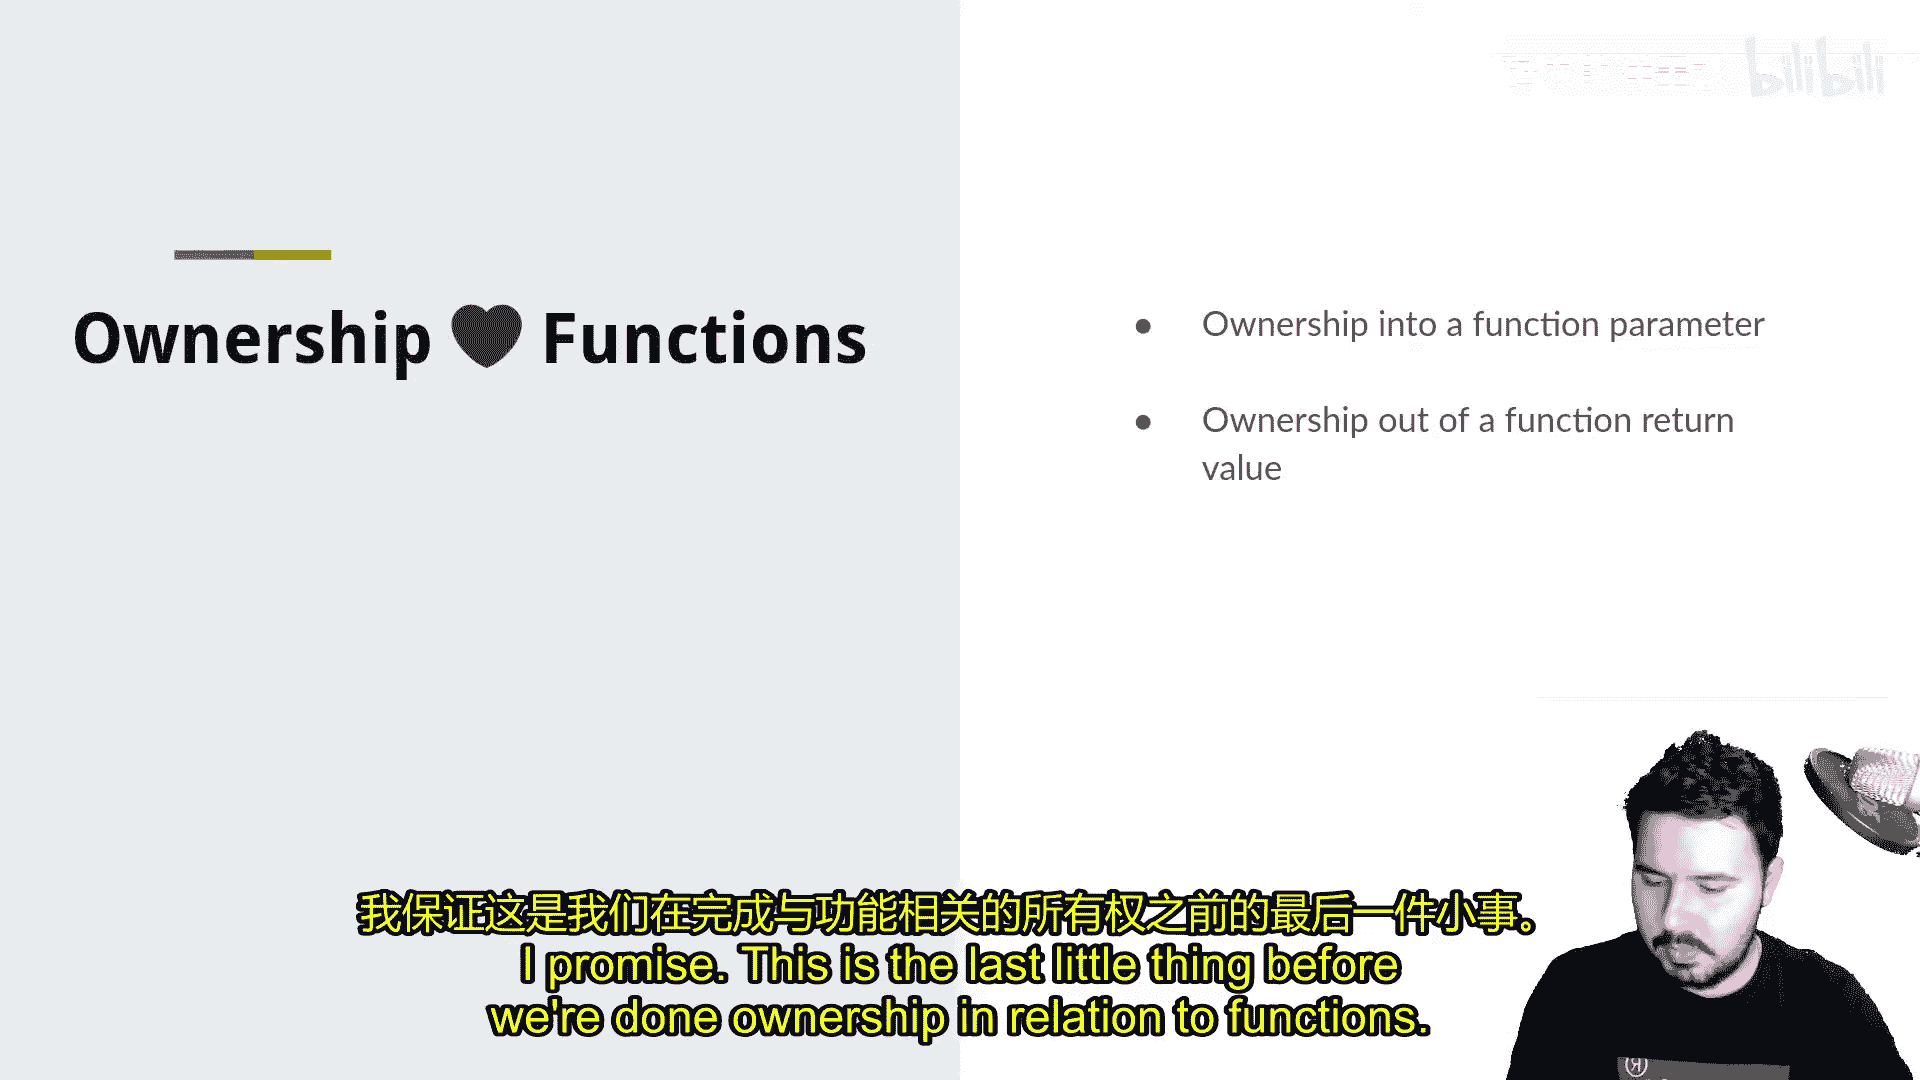 bilibili
Ownership 🖤 Functions
● Ownership into a function parameter
● Ownership out of a function return
value
我保证这是我们在完成与功能相关的所有权之前的最后一件小事。
I promise. This is the last little thing before
we're done ownership in relation to functions.
®